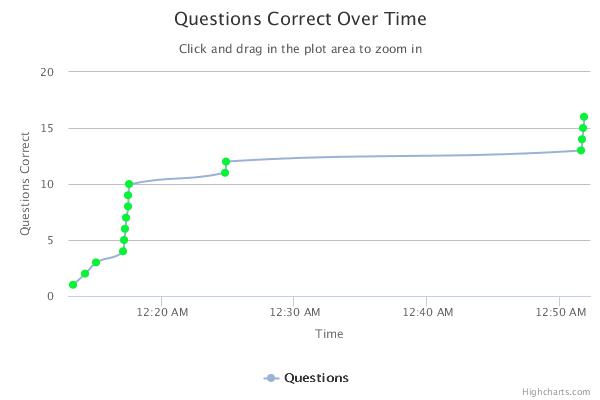 Questions Correct Over Time
Click and drag in the plot area to zoom in
Questions Correct
20
15
10
5
0
12:20 AM 12:30 AM 12:40 AM 12:50 AM
Time
Questions
Highcharts.com